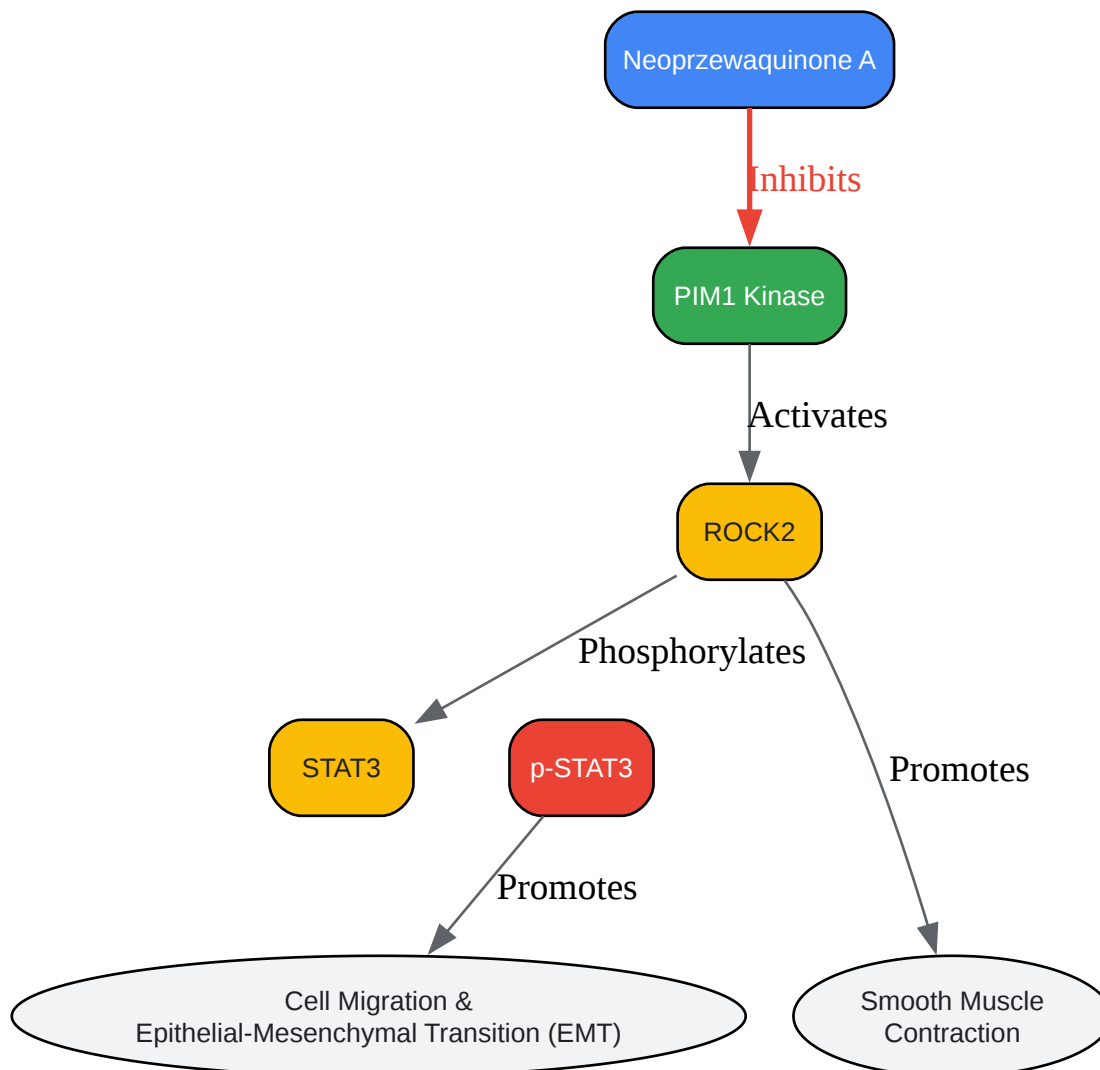 Neoprzewaquinone A
Inhibits
PIM1 Kinase
Activates
ROCK2
Phosphorylates
STAT3
p-STAT3
Promotes
Promotes
Cell Migration &
Epithelial-Mesenchymal Transition (EMT)
Smooth Muscle
Contraction